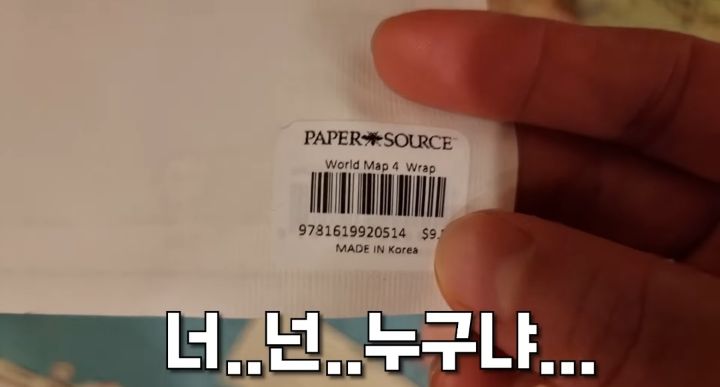 PAPER SOURCE
World Map 4 Wrap
9781619920514 $9.
MADE IN Korea
너..넌..누구냐...